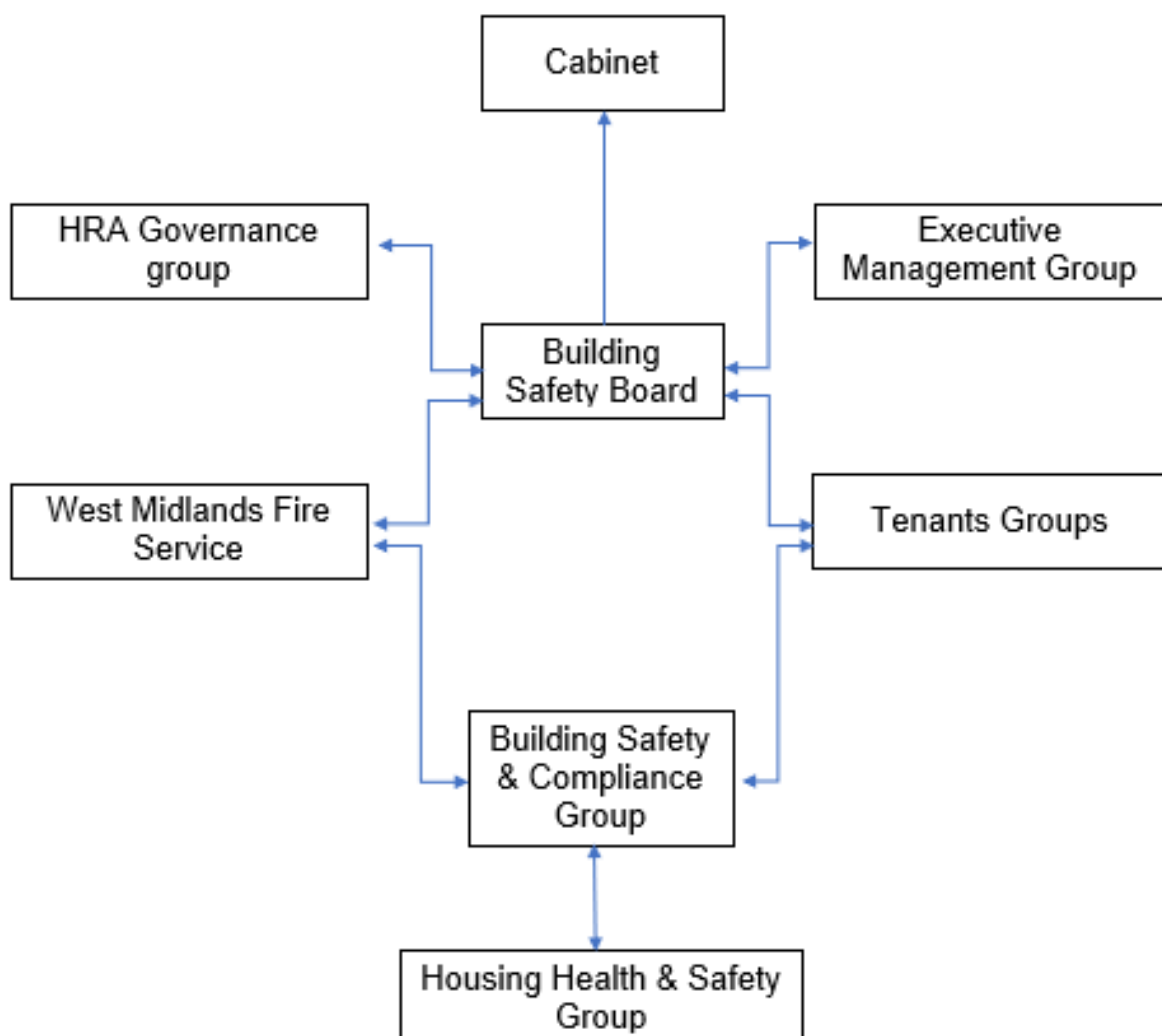 Cabinet
HRA Governance
group
Executive
Management Group
Building
Safety Board
West Midlands Fire
Service
Tenants Groups
Building Safety
& Compliance
Group
Housing Health & Safety
Group